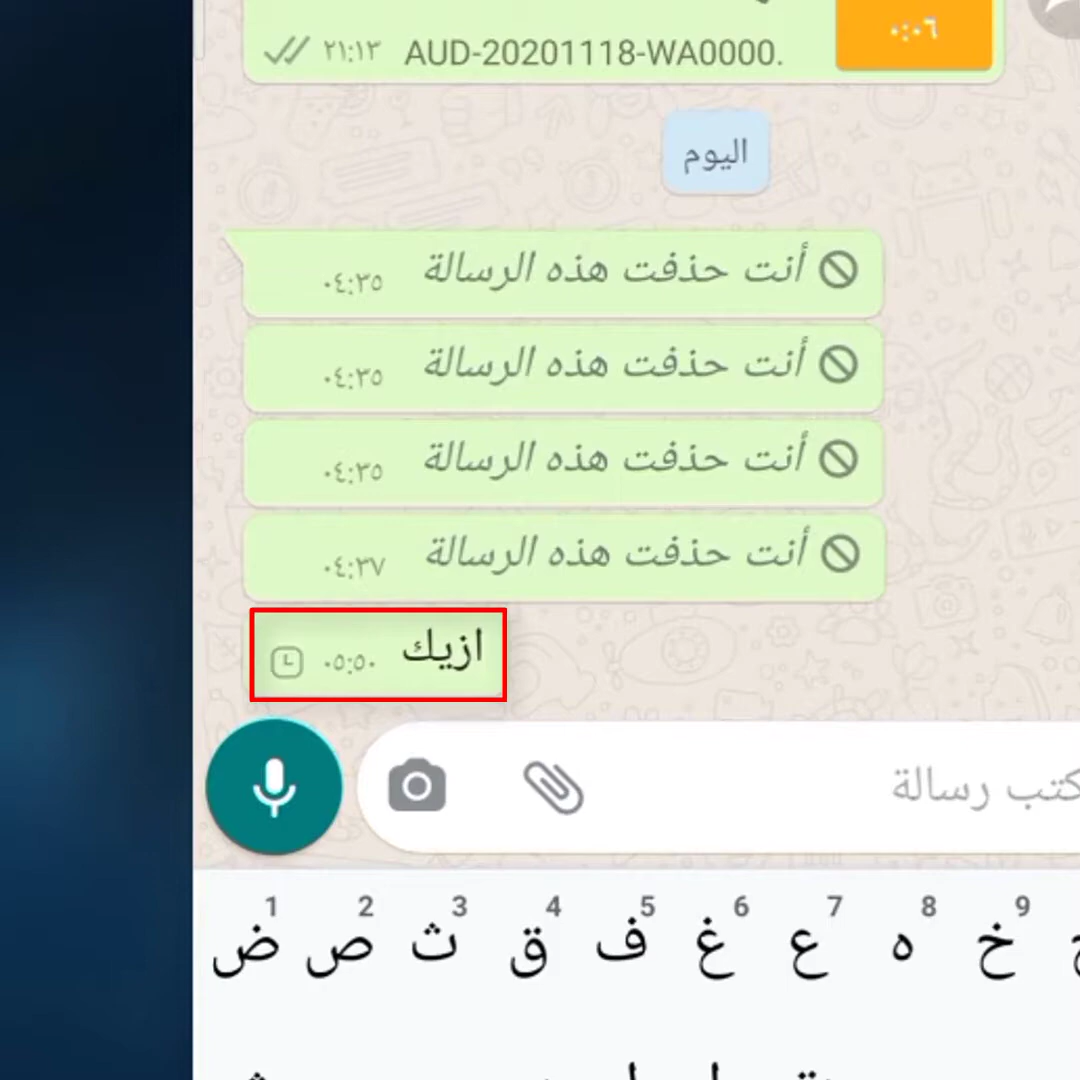 ٠:٠٦
AUD-20201118-WA0000.
٢١:١٣
اليوم
أنت حذفت هذه الرسالة ٠٤:٣٥
أنت حذفت هذه الرسالة ٠٤:٣٥
أنت حذفت هذه الرسالة ٠٤:٣٥
أنت حذفت هذه الرسالة ٠٤:٣٧
ازيك ٠٥:٥٠
كتب رسالة
1 2 3 4 5 6 7 8 9
ض ص ث ق ف غ ع ه خ